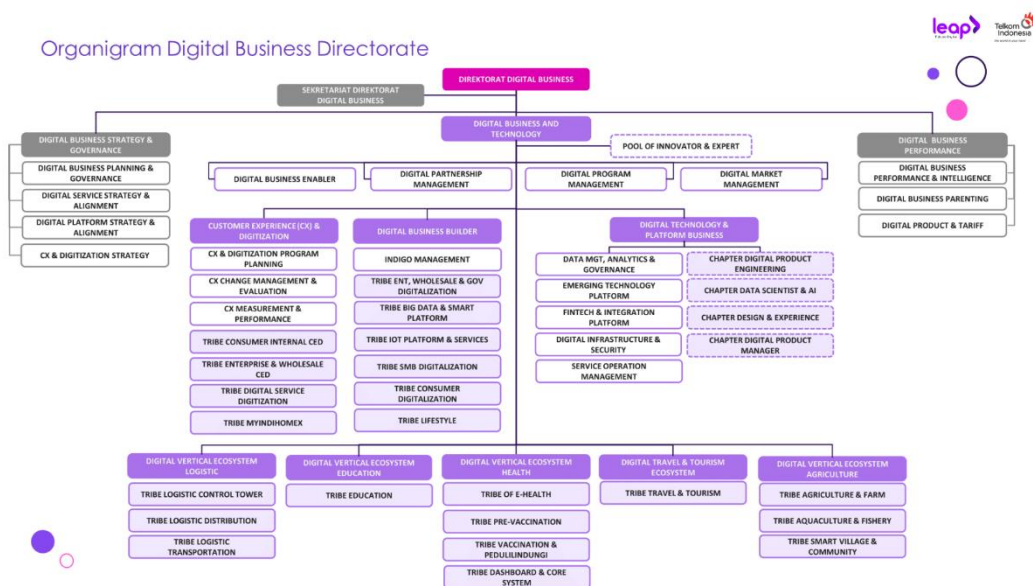 leap
Telkom
Indonesia
Organigram Digital Business Directorate
DIREKTORAT DIGITAL BUSINESS
SEKRETARIAT DIREKTORAT
DIGITAL BUSINESS
DIGITAL BUSINESS STRATEGY &
GOVERNANCE
DIGITAL BUSINESS PLANNING &
GOVERNANCE
DIGITAL SERVICE STRATEGY &
ALIGNMENT
DIGITAL PLATFORM STRATEGY &
ALIGNMENT
CX & DIGITIZATION STRATEGY
DIGITAL BUSINESS AND
TECHNOLOGY
POOL OF INNOVATOR & EXPERT
DIGITAL BUSINESS ENABLER
DIGITAL PARTNERSHIP
MANAGEMENT
DIGITAL PROGRAM
MANAGEMENT
DIGITAL MARKET
MANAGEMENT
DIGITAL BUSINESS
PERFORMANCE
DIGITAL BUSINESS
PERFORMANCE & INTELLIGENCE
DIGITAL BUSINESS PARENTING
DIGITAL PRODUCT & TARIFF
CUSTOMER EXPERIENCE(CX) &
DIGITIZATION
CX & DIGITIZATION PROGRAM
PLANNING
CX CHANGE MANAGEMENT &
EVALUATION
CX MEASUREMENT &
PERFORMANCE
TRIBE CONSUMER INTERNAL CED
TRIBE ENTERPRISE & WHOLESALE
CED
TRIBE DIGITAL SERVICE
DIGITIZATION
TRIBE MYINDIHOMEX
DIGITAL BUSINESS BUILDER
INDIGO MANAGEMENT
TRIBE ENT, WHOLESALE & GOV
DIGITALIZATION
TRIBE BIG DATA & SMART
PLATFORM
TRIBE IOT PLATFORM & SERVICES
TRIBE SMB DIGITALIZATION
TRIBE CONSUMER
DIGITALIZATION
TRIBE LIFESTYLE
DIGITAL TECHNOLOGY &
PLATFORM BUSINESS
DATA MGT, ANALYTICS &
GOVERNANCE
EMERGING TECHNOLOGY
PLATFORM
FINTECH & INTEGRATION
PLATFORM
DIGITAL INFRASTRUCTURE &
SECURITY
SERVICE OPERATION
MANAGEMENT
CHAPTER DIGITAL PRODUCT
ENGINEERING
CHAPTER DATA SCIENTIST & AI
CHAPTER DESIGN & EXPERIENCE
CHAPTER DIGITAL PRODUCT
MANAGER
DIGITAL VERTICAL ECOSYSTEM
LOGISTIC
TRIBE LOGISTIC CONTROL TOWER
TRIBE LOGISTIC DISTRIBUTION
TRIBE LOGISTIC
TRANSPORTATION
DIGITAL VERTICAL ECOSYSTEM
EDUCATION
TRIBE EDUCATION
DIGITAL VERTICAL ECOSYSTEM
HEALTH
TRIBE OF E-HEALTH
TRIBE PRE-VACCINATION
TRIBE VACCINATION &
PEDULILINDUNGI
TRIBE DASHBOARD & CORE
SYSTEM
DIGITAL TRAVEL & TOURISM
ECOSYSTEM
TRIBE TRAVEL & TOURISM
DIGITAL VERTICAL ECOSYSTEM
AGRICULTURE
TRIBE AGRICULTURE & FARM
TRIBE AQUACULTURE & FISHERY
TRIBE SMART VILLAGE &
COMMUNITY